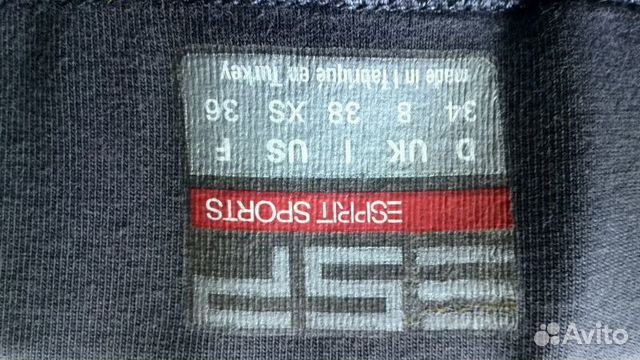 ESP
ESPRIT SPORTS
D UK I US F
34 8 38 XS 36
made in | fabriqué en Turkey
Avito